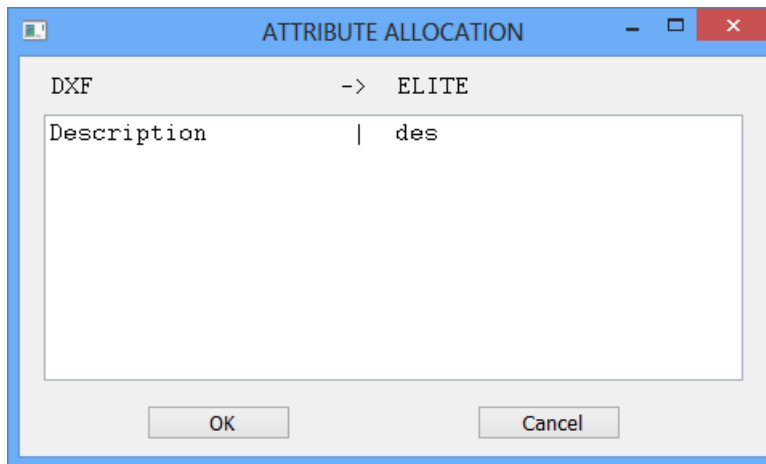 ATTRIBUTE ALLOCATION
DXF -> ELITE
Description | des
OK Cancel